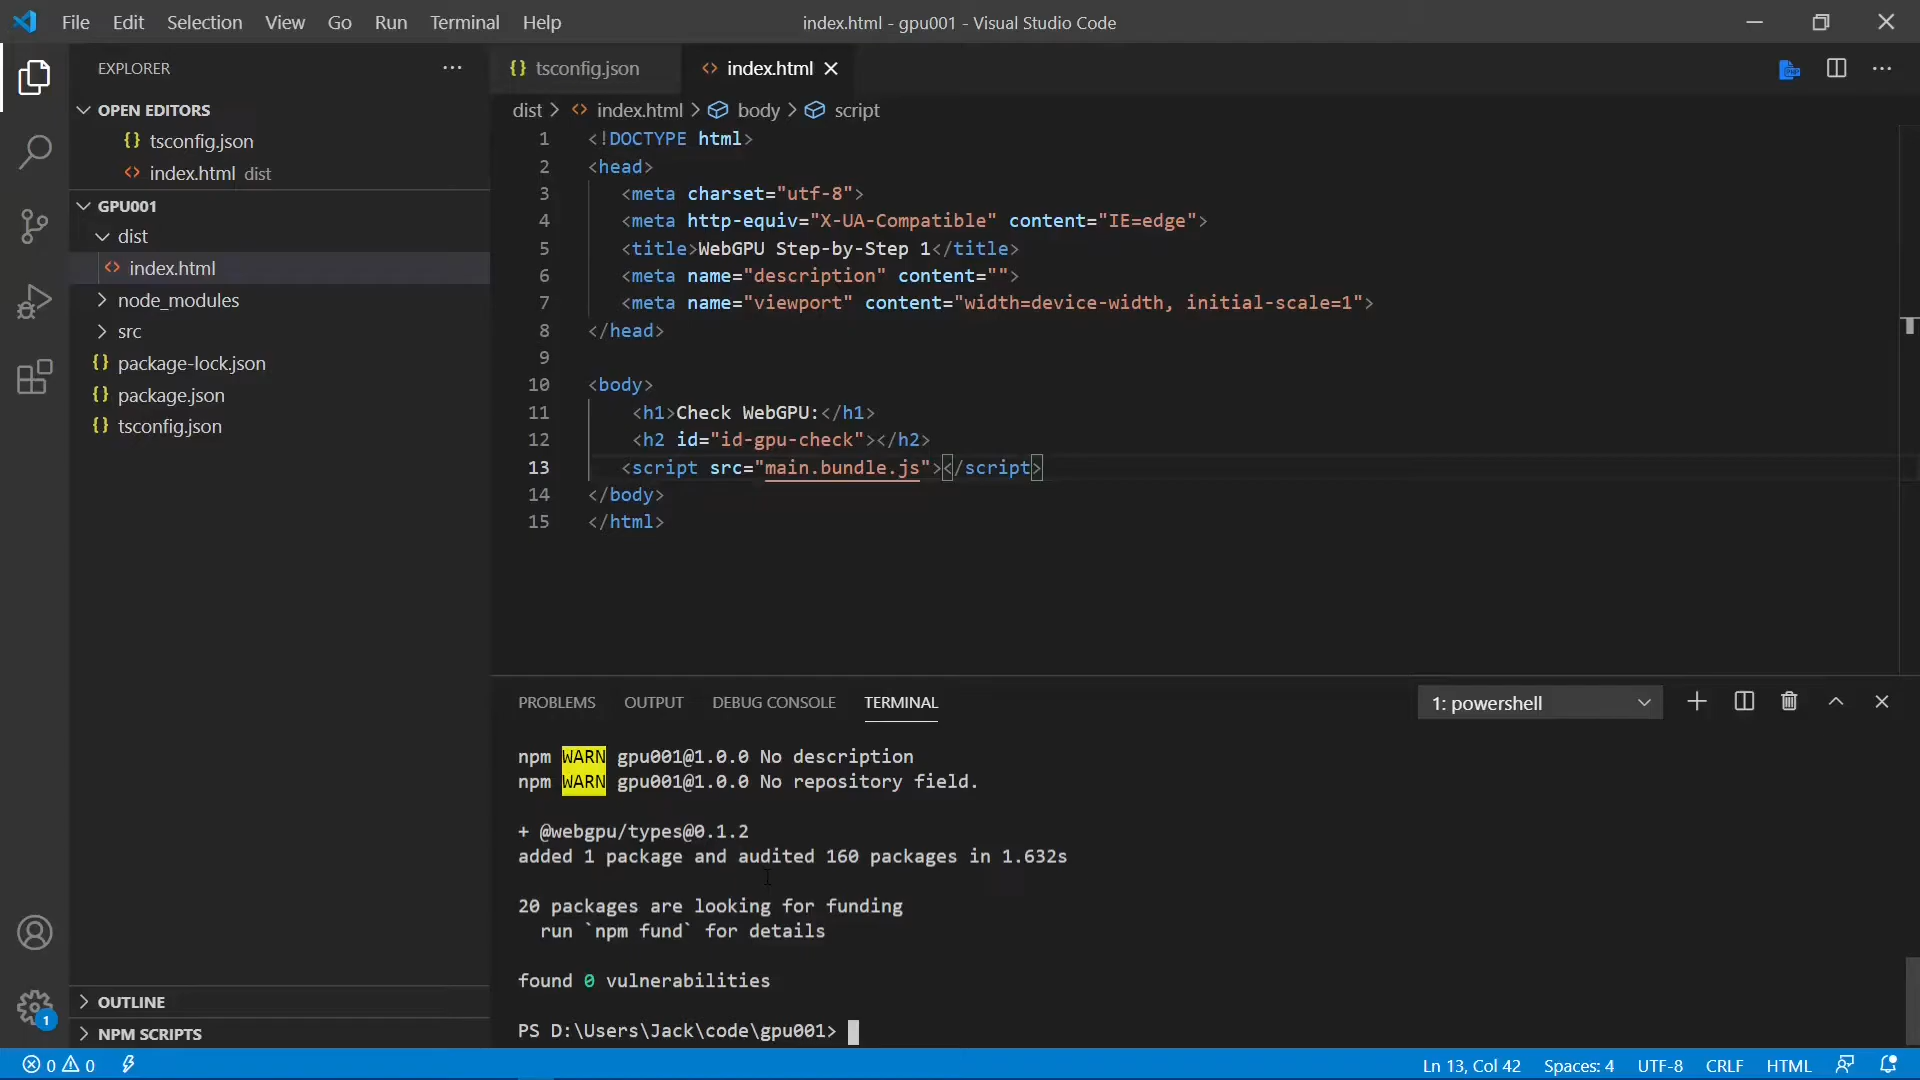 File Edit Selection View Go Run Terminal Help
index.html - gpu001 - Visual Studio Code
EXPLORER
OPEN EDITORS
{} tsconfig.json
<> index.html dist
GPU001
dist
<> index.html
node_modules
src
{} package-lock.json
{} package.json
{} tsconfig.json
OUTLINE
NPM SCRIPTS
1
{} tsconfig.json
<> index.html
dist > <> index.html > body > script
1 <!DOCTYPE html>
2 <head>
3 <meta charset="utf-8">
4 <meta http-equiv="X-UA-Compatible" content="IE=edge">
5 <title>WebGPU Step-by-Step 1</title>
6 <meta name="description" content="">
7 <meta name="viewport" content="width=device-width, initial-scale=1">
8 </head>
9
10 <body>
11 <h1>Check WebGPU:</h1>
12 <h2 id="id-gpu-check"></h2>
13 <script src="main.bundle.js"></script>
14 </body>
15 </html>
PROBLEMS OUTPUT DEBUG CONSOLE TERMINAL
1: powershell
npm WARN gpu001@1.0.0 No description
npm WARN gpu001@1.0.0 No repository field.
+ @webgpu/types@0.1.2
added 1 package and audited 160 packages in 1.632s
20 packages are looking for funding
run `npm fund` for details
found 0 vulnerabilities
PS D:\Users\Jack\code\gpu001>
0 0
Ln 13, Col 42 Spaces: 4 UTF-8 CRLF HTML